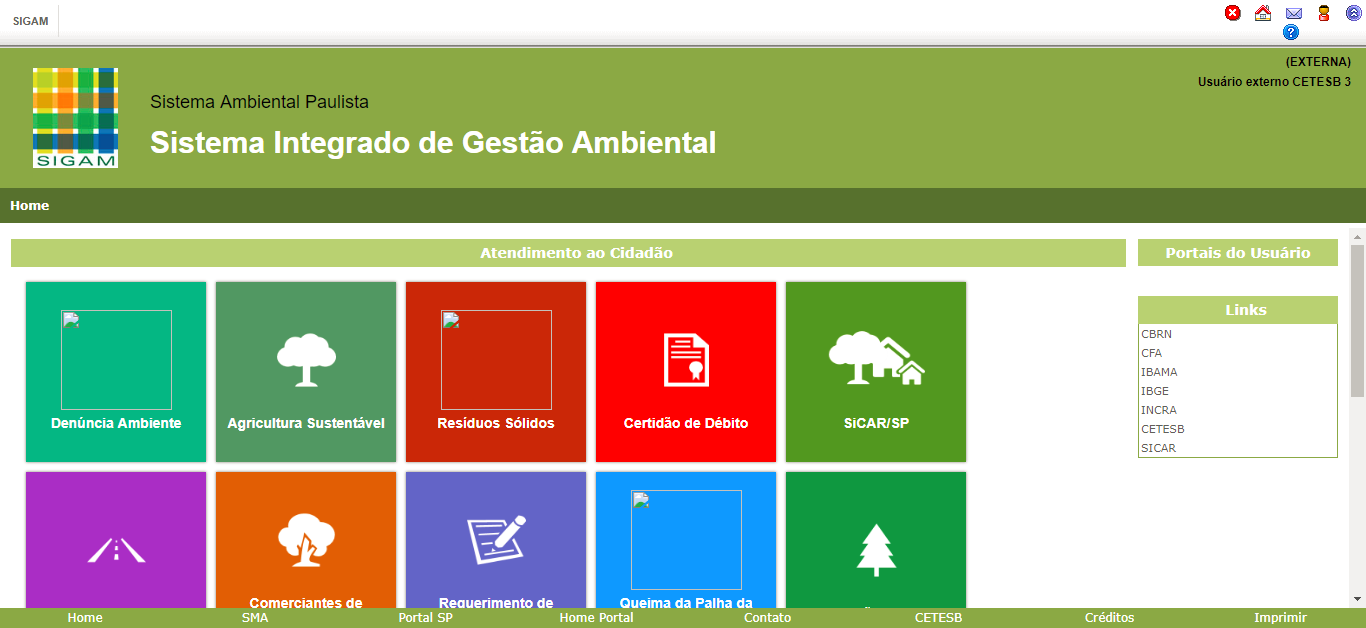 SIGAM
(EXTERNA)
Usuário externo CETESB 3
SIGAM
Sistema Ambiental Paulista
Sistema Integrado de Gestão Ambiental
Home
Atendimento ao Cidadão
Portais do Usuário
Denúncia Ambiente
Agricultura Sustentável
Resíduos Sólidos
Certidão de Débito
SiCAR/SP
Links
CBRN
CFA
IBAMA
IBGE
INCRA
CETESB
SICAR
Comerciantes de
Requerimento de
Queima da Palha da
Home
SMA
Portal SP
Home Portal
Contato
CETESB
Créditos
Imprimir